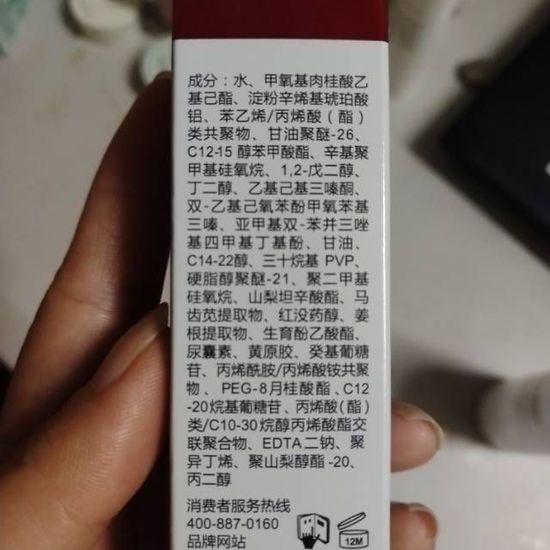 成分：水、甲氧基肉桂酸乙
基己酯、淀粉辛烯基琥珀酸
铝、苯乙烯/丙烯酸（酯）
类共聚物、甘油聚醚-26、
C12-15 醇苯甲酸酯、辛基聚
甲基硅氧烷、1,2-戊二醇、
丁二醇、乙基己基三嗪酮、
双-乙基己氧苯酚甲氧苯基
三嗪、亚甲基双-苯并三唑
基四甲基丁基酚、甘油、
C14-22醇、三十烷基 PVP、
硬脂醇聚醚-21、聚二甲基
硅氧烷、山梨坦辛酸酯、马
齿苋提取物、红没药醇、姜
根提取物、生育酚乙酸酯、
尿囊素、黄原胶、癸基葡糖
苷、丙烯酰胺/丙烯酸铵共聚
物、PEG-8月桂酸酯、C12
-20烷基葡糖苷、丙烯酸(酯)
类/C10-30烷醇丙烯酸酯交
联聚合物、EDTA二钠、聚
异丁烯、聚山梨醇酯-20、
丙二醇
消费者服务热线
400-887-0160
品牌网站
12M